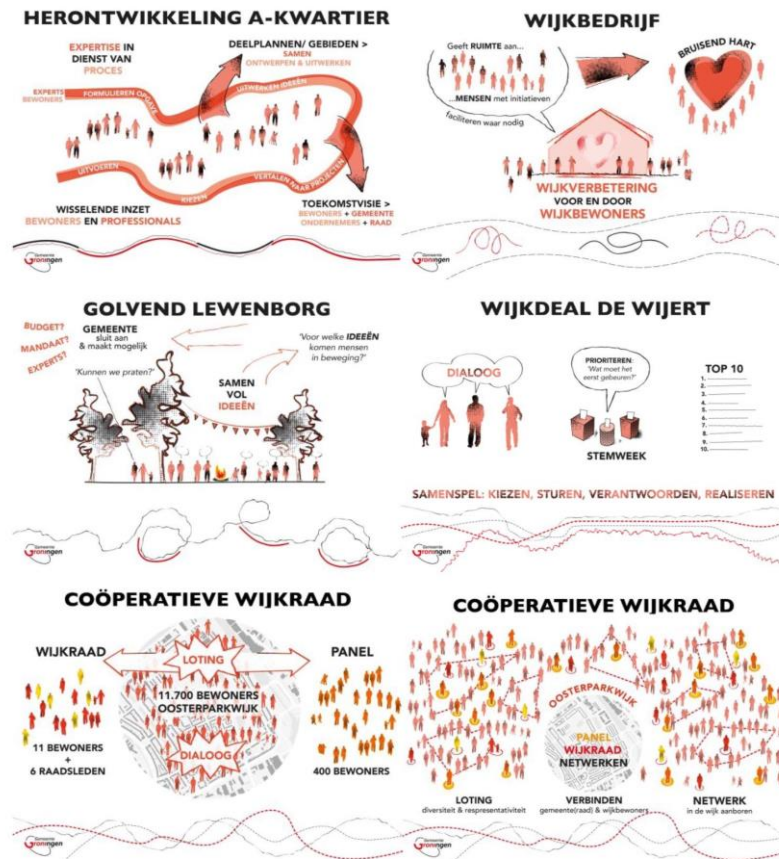 HERONTWIKKELING A-KWARTIER
EXPERTISE IN
DIENST VAN
PROCES
DEELPLANNEN/ GEBIEDEN >
SAMEN
ONTWERPEN & UITWERKEN
EXPERTS
BEWONERS
FORMULIEREN OPGAVE
UITWERKEN IDEEËN
UITVOEREN
KIEZEN
VERTALEN NAAR PROJECTEN
WISSELENDE INZET
BEWONERS EN PROFESSIONALS
TOEKOMSTVISIE >
BEWONERS + GEMEENTE
ONDERNEMERS + RAAD
Gemeente
Groningen
WIJKBEDRIJF
Geeft RUIMTE aan...
...MENSEN met initiatieven
faciliteren waar nodig
BRUISEND HART
WIJKVERBETERING
VOOR EN DOOR
WIJKBEWONERS
Gemeente
Groningen
GOLVEND LEWENBORG
BUDGET?
MANDAAT?
EXPERTS?
GEMEENTE
sluit aan
& maakt mogelijk
'Kunnen we praten?'
'Voor welke IDEEËN
komen mensen
in beweging?'
SAMEN
VOL
IDEEËN
Gemeente
Groningen
WIJKDEAL DE WIJERT
DIALOOG
PRIORITEREN:
'Wat moet het
eerst gebeuren?'
STEMWEEK
TOP 10
1.
2.
3.
4.
5.
6.
7.
8.
9.
10.
SAMENSPEL: KIEZEN, STUREN, VERANTWOORDEN, REALISEREN
Gemeente
Groningen
COÖPERATIEVE WIJKRAAD
WIJKRAAD
LOTING
PANEL
11.700 BEWONERS
OOSTERPARKWIJK
DIALOOG
11 BEWONERS
+
6 RAADSLEDEN
400 BEWONERS
Gemeente
Groningen
COÖPERATIEVE WIJKRAAD
OOSTERPARKWIJK
PANEL
WIJKRAAD
NETWERKEN
LOTING
diversiteit & respresentativiteit
VERBINDEN
gemeente(raad) & wijkbewoners
NETWERK
in de wijk aanboren
Gemeente
Groningen